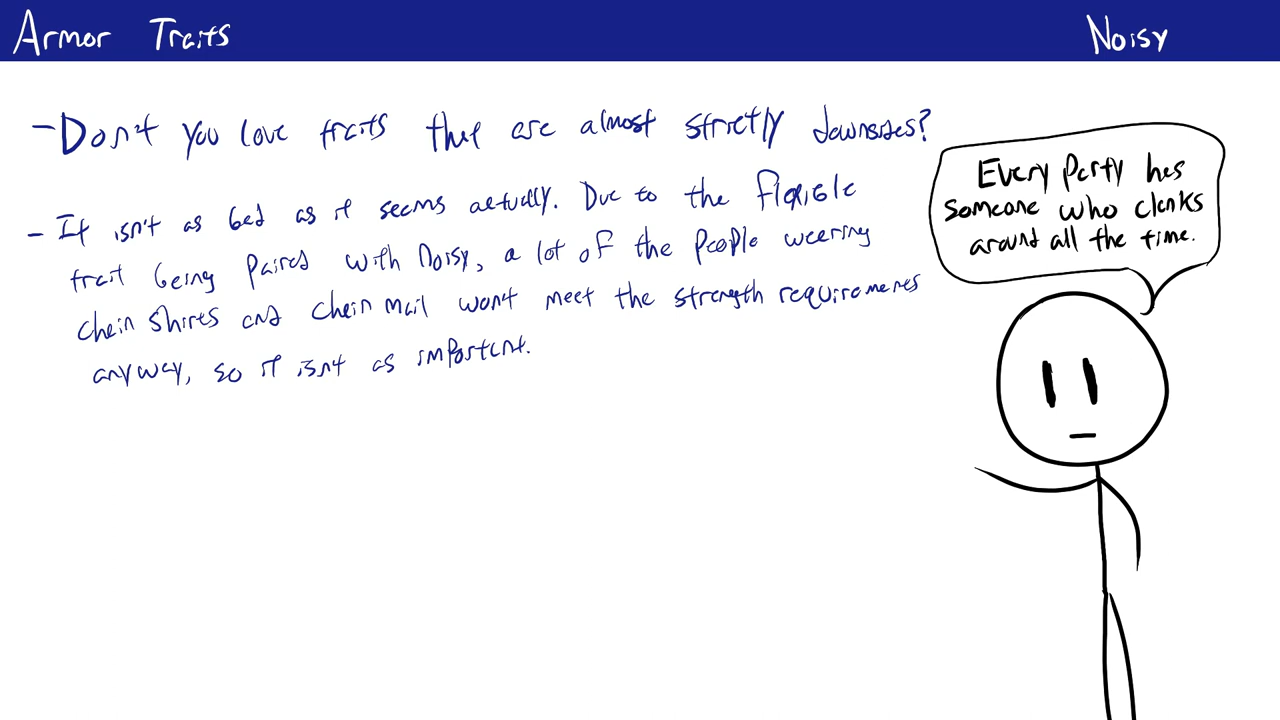 Armor Traits
Noisy
- Don't you love traits that are almost strictly downsides?
- It isn't as bad as it seems actually. Due to the flexible
trait being paired with Noisy, a lot of the people wearing
chain shirts and chain mail won't meet the strength requirements
anyway, so it isn't as important.
Every party has
someone who clanks
around all the time.